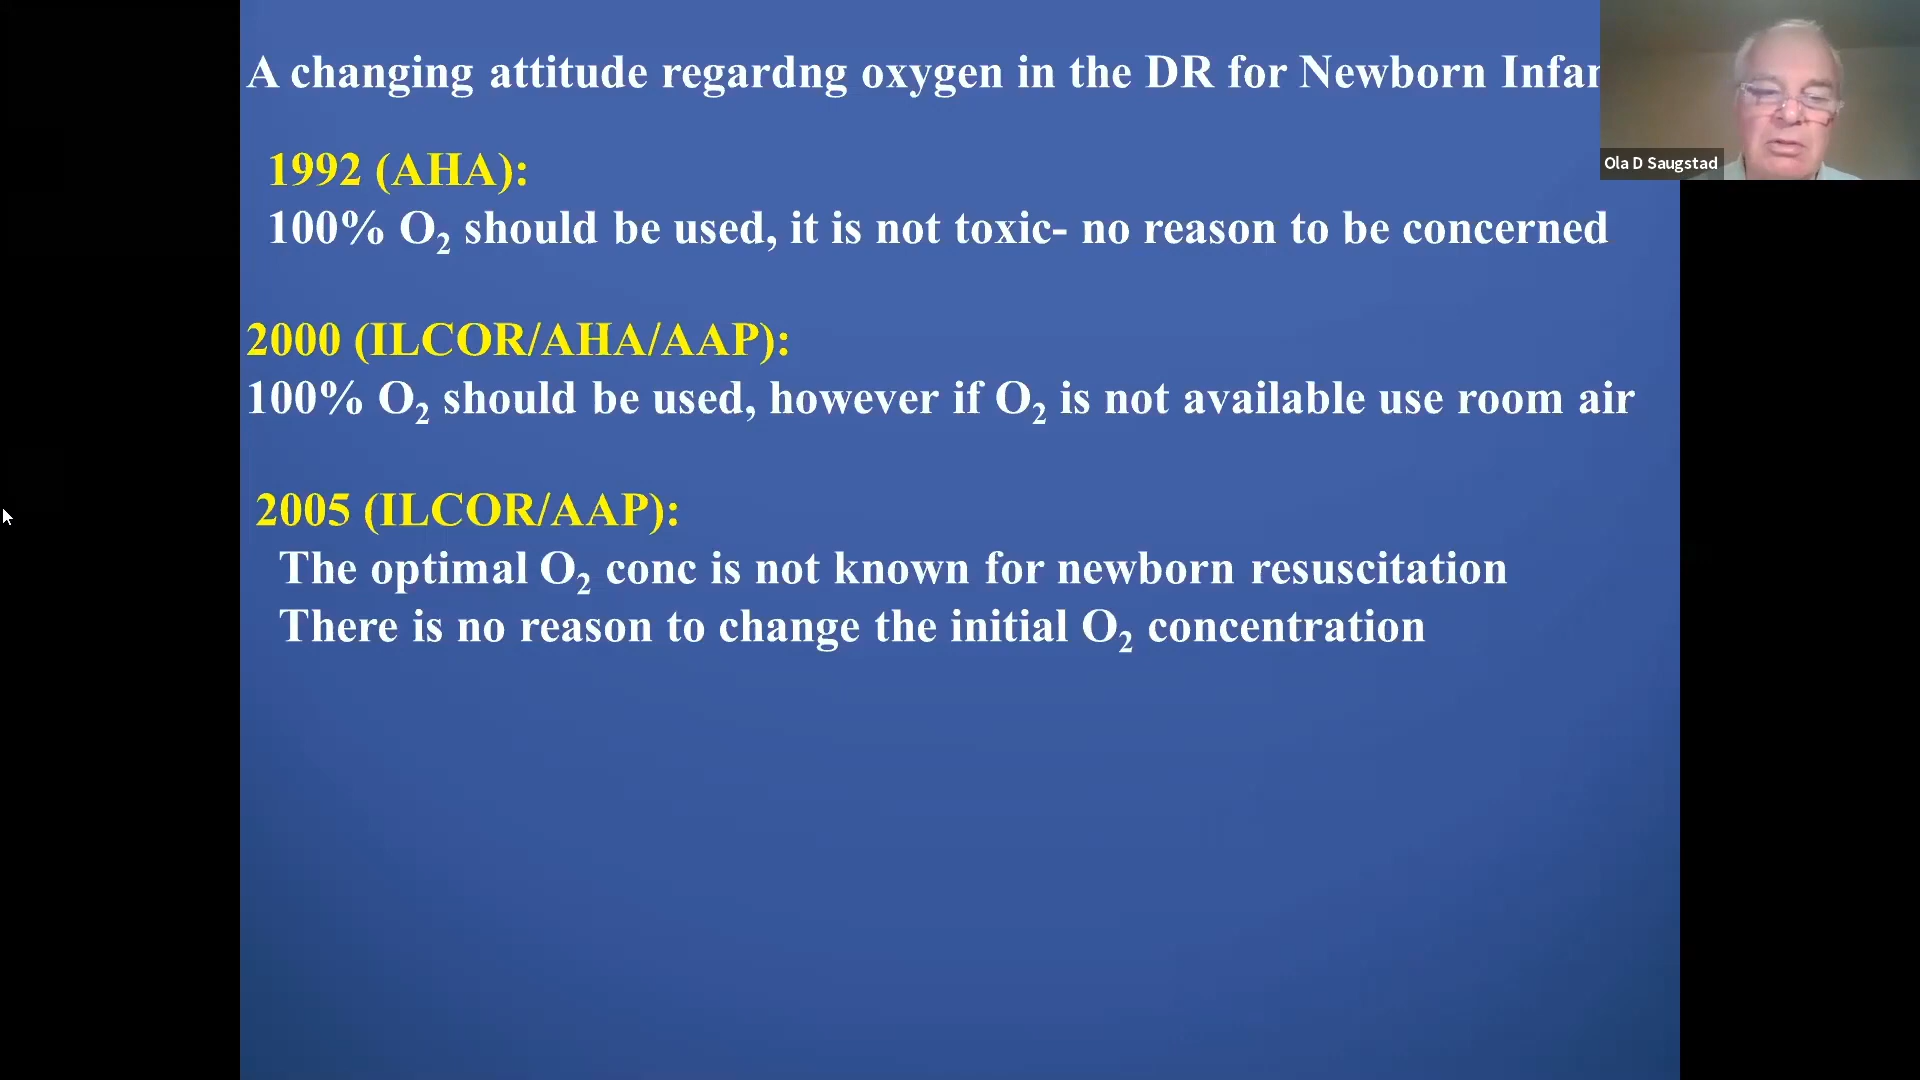 A changing attitude regardng oxygen in the DR for Newborn Infan
Ola D Saugstad
1992 (AHA):
100% O₂ should be used, it is not toxic- no reason to be concerned
2000 (ILCOR/AHA/AAP):
100% O₂ should be used, however if O₂ is not available use room air
2005 (ILCOR/AAP):
The optimal O₂ conc is not known for newborn resuscitation
There is no reason to change the initial O₂ concentration